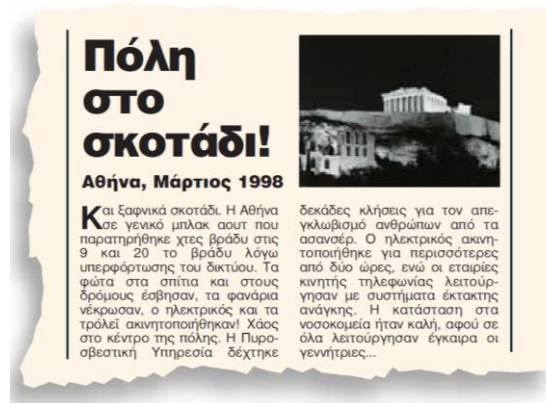 Πόλη
στο
σκοτάδι!
Αθήνα, Μάρτιος 1998
Και ξαφνικά σκοτάδι. Η Αθήνα
σε γενικό μπλακ αουτ που
παρατηρήθηκε χτες βράδυ στις
9 και 20 το βράδυ λόγω
υπερφόρτωσης του δικτύου. Τα
φώτα στα σπίτια και στους
δρόμους έσβησαν, τα φανάρια
νέκρωσαν, ο ηλεκτρικός και τα
τρόλεϊ ακινητοποιήθηκαν! Χάος
στο κέντρο της πόλης. Η Πυρο-
σβεστική Υπηρεσία δέχτηκε
δεκάδες κλήσεις για τον απε-
γκλωβισμό ανθρώπων από τα
ασανσέρ. Ο ηλεκτρικός ακινη-
τοποιήθηκε για περισσότερες
από δύο ώρες, ενώ οι εταιρίες
κινητής τηλεφωνίας λειτούρ-
γησαν με συστήματα έκτακτης
ανάγκης. Η κατάσταση στα
νοσοκομεία ήταν καλή, αφού σε
όλα λειτούργησαν έγκαιρα οι
γεννήτριες...